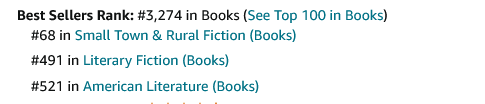 Best Sellers Rank: #3,274 in Books (See Top 100 in Books)
#68 in Small Town & Rural Fiction (Books)
#491 in Literary Fiction (Books)
#521 in American Literature (Books)